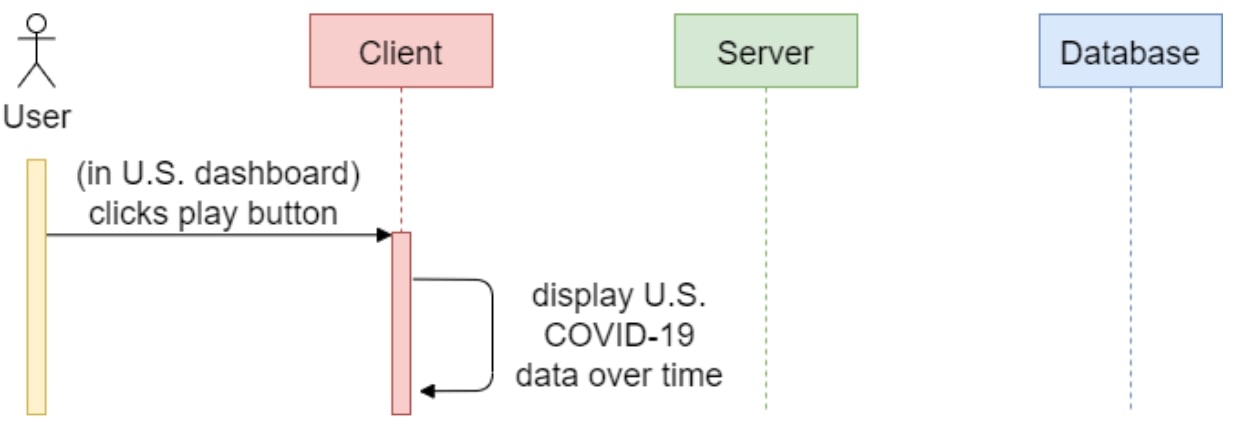 Client
Server
Database
User
(in U.S. dashboard)
clicks play button
display U.S.
COVID-19
data over time